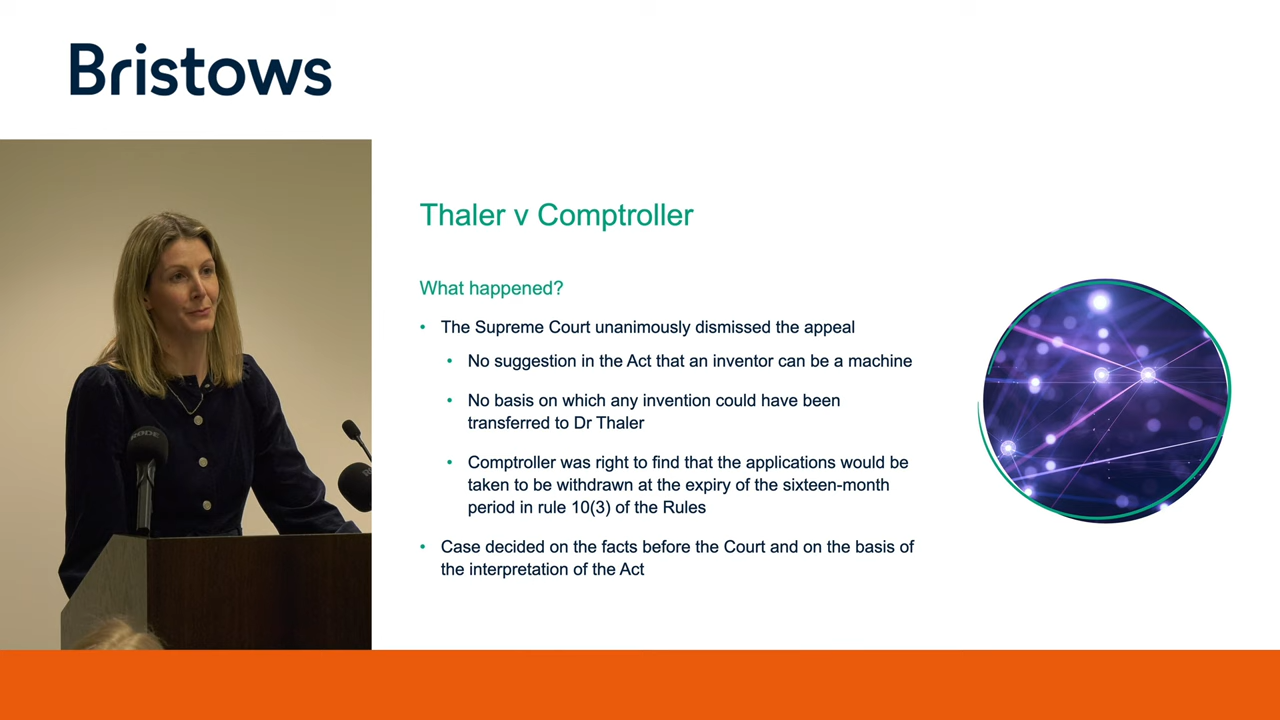 Bristows
Thaler v Comptroller
What happened?
• The Supreme Court unanimously dismissed the appeal
• No suggestion in the Act that an inventor can be a machine
• No basis on which any invention could have been
transferred to Dr Thaler
• Comptroller was right to find that the applications would be
taken to be withdrawn at the expiry of the sixteen-month
period in rule 10(3) of the Rules
• Case decided on the facts before the Court and on the basis of
the interpretation of the Act
RODE